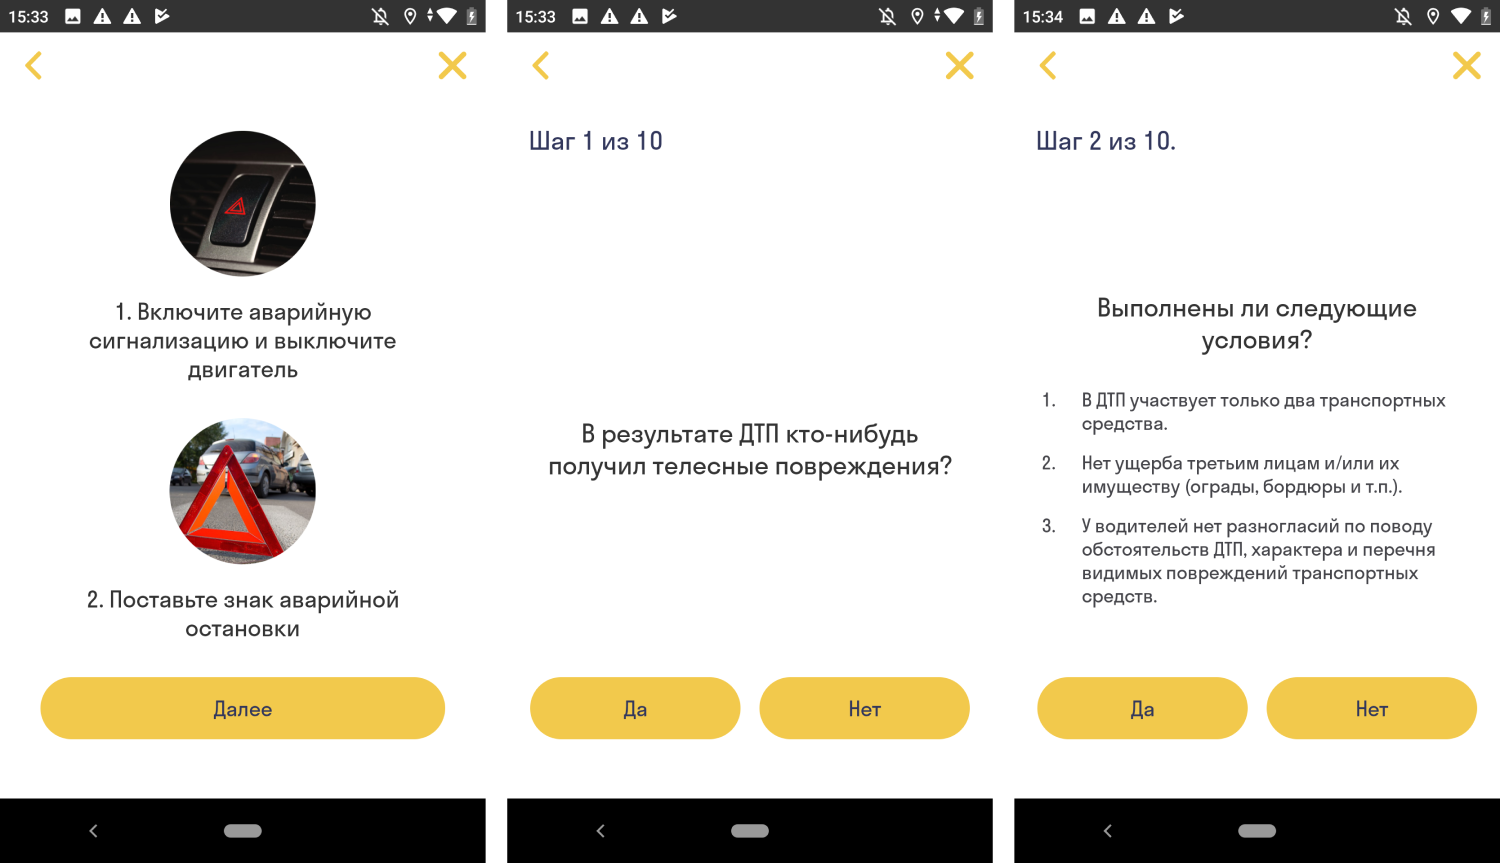 15:33
1. Включите аварийную
сигнализацию и выключите
двигатель
2. Поставьте знак аварийной
остановки
Далее
15:33
Шаг 1 из 10
В результате ДТП кто-нибудь
получил телесные повреждения?
Да
Нет
15:34
Шаг 2 из 10.
Выполнены ли следующие
условия?
1. В ДТП участвует только два транспортных
средства.
2. Нет ущерба третьим лицам и/или их
имуществу (ограды, бордюры и т.п.).
3. У водителей нет разногласий по поводу
обстоятельств ДТП, характера и перечня
видимых повреждений транспортных
средств.
Да
Нет